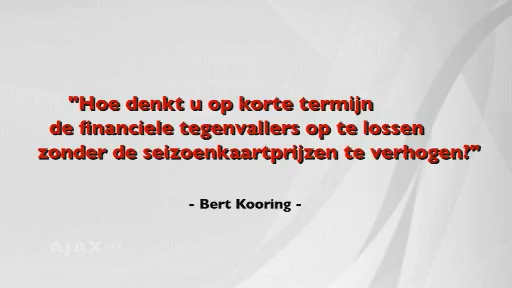 "Hoe denkt u op korte termijn
de financiele tegenvallers op te lossen
zonder de seizoenkaartprijzen te verhogen?"
- Bert Kooring -
AJAX